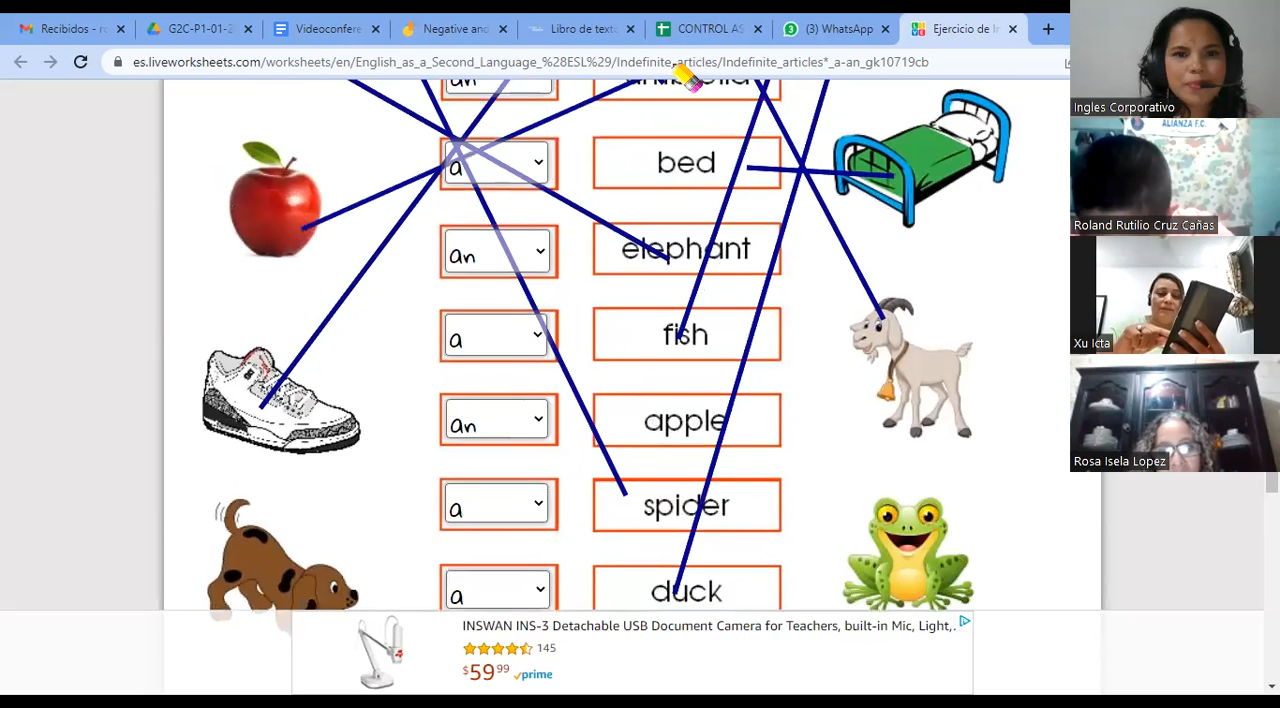 Recibidos - ro
G2C-P1-01-2
Videoconfere
Negative and
Libro de texto
CONTROL AS
(3) WhatsApp
Ejercicio de In
es.liveworksheets.com/worksheets/en/English_as_a_Second_Language_%28ESL%29/Indefinite_articles/Indefinite_articles*_a-an_gk10719cb
Ingles Corporativo
ALIANZA F.C.
Roland Rutilio Cruz Cañas
Xu Icta
Rosa Isela Lopez
an
a bed
an elephant
a fish
an apple
a spider
a duck
INSWAN INS-3 Detachable USB Document Camera for Teachers, built-in Mic, Light,.
145
$59 99 prime